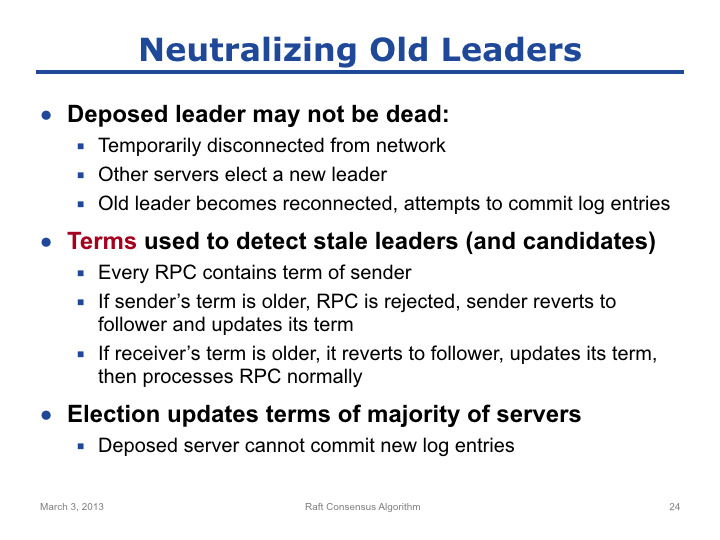 Neutralizing Old Leaders
● Deposed leader may not be dead:
▪ Temporarily disconnected from network
▪ Other servers elect a new leader
▪ Old leader becomes reconnected, attempts to commit log entries
● Terms used to detect stale leaders (and candidates)
▪ Every RPC contains term of sender
▪ If sender’s term is older, RPC is rejected, sender reverts to
follower and updates its term
▪ If receiver’s term is older, it reverts to follower, updates its term,
then processes RPC normally
● Election updates terms of majority of servers
▪ Deposed server cannot commit new log entries
March 3, 2013 Raft Consensus Algorithm 24